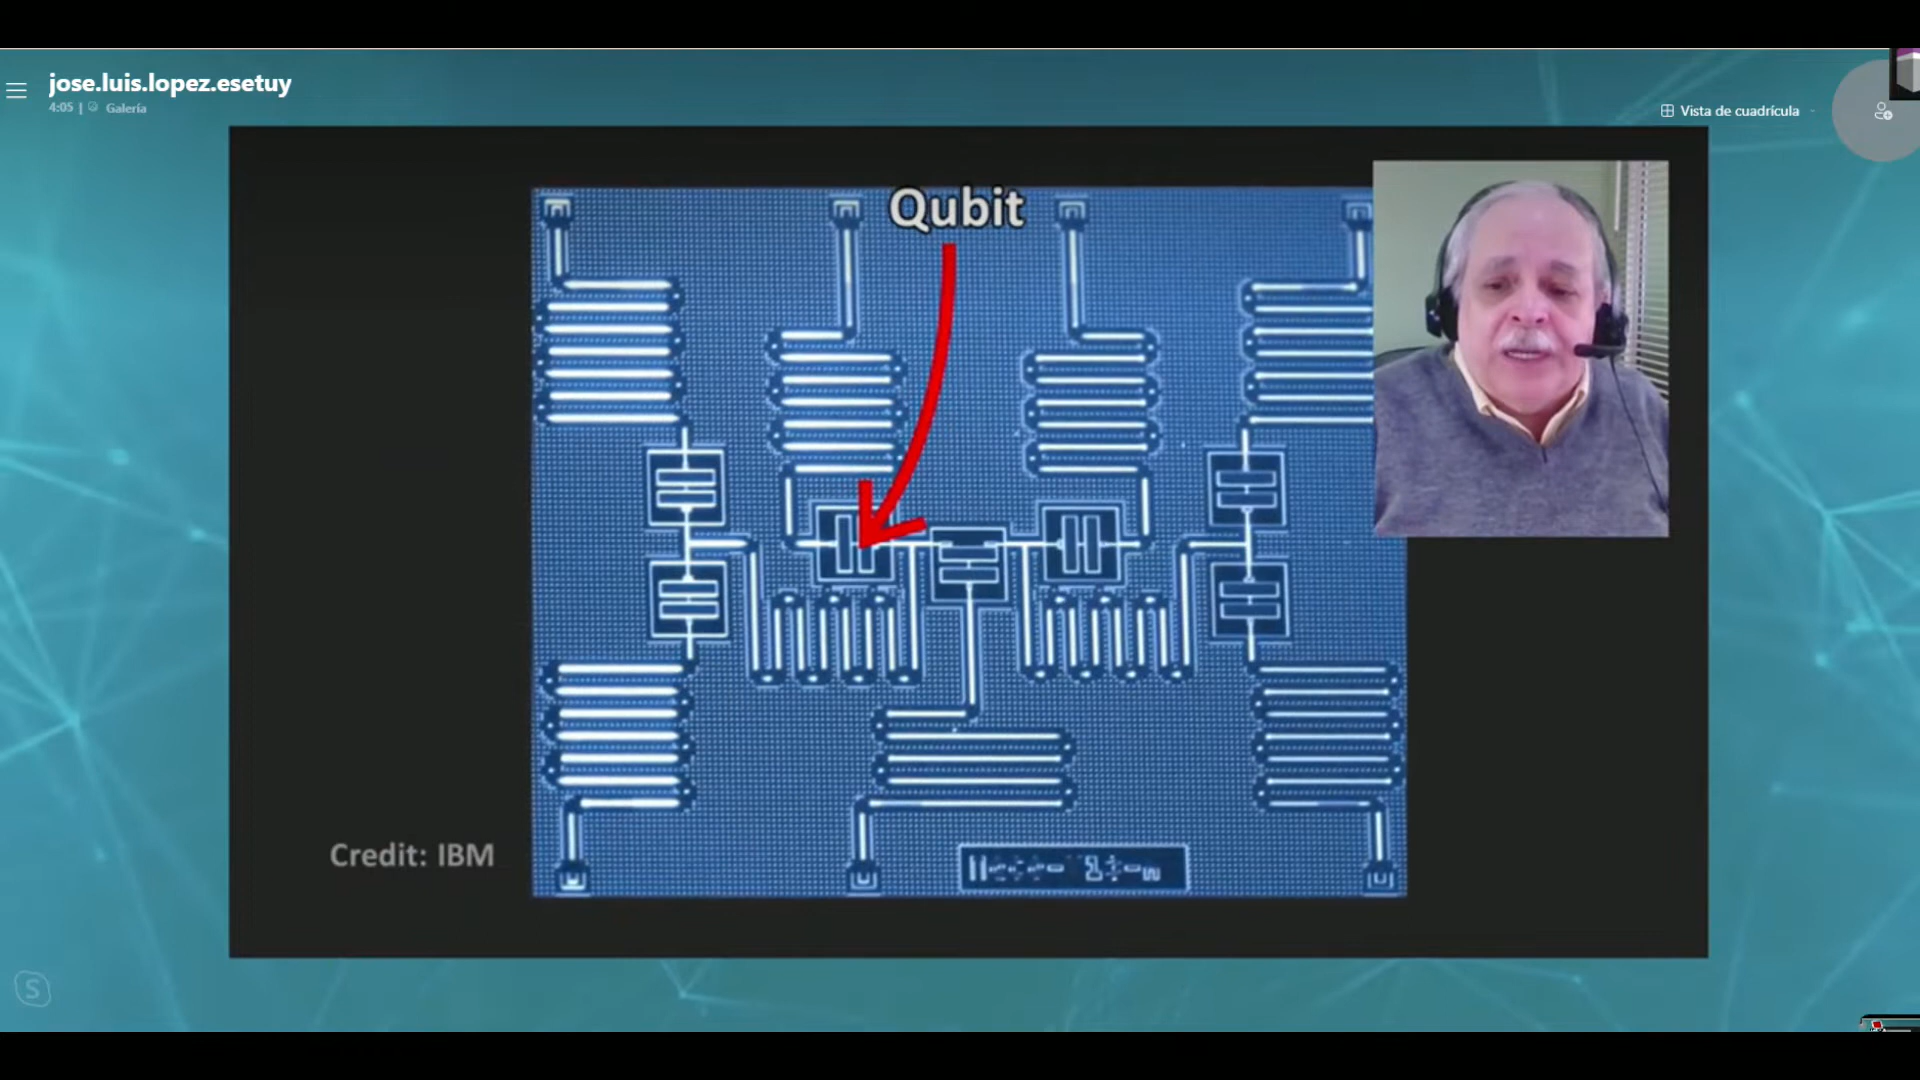 jose.luis.lopez.esetuy
4:05 | Galería
Vista de cuadrícula
Qubit
Credit: IBM
S